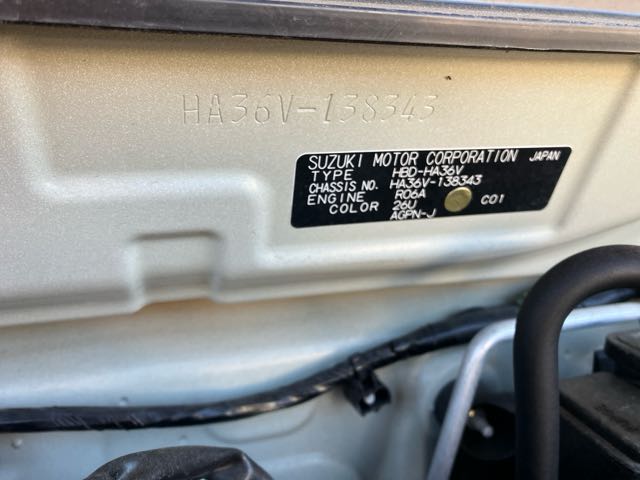 HA36V-138343
SUZUKI MOTOR CORPORATION JAPAN
TYPE HBD-HA36V
CHASSIS NO. HA36V-138343
ENGINE R06A
COLOR 26U C01
AGPN-J